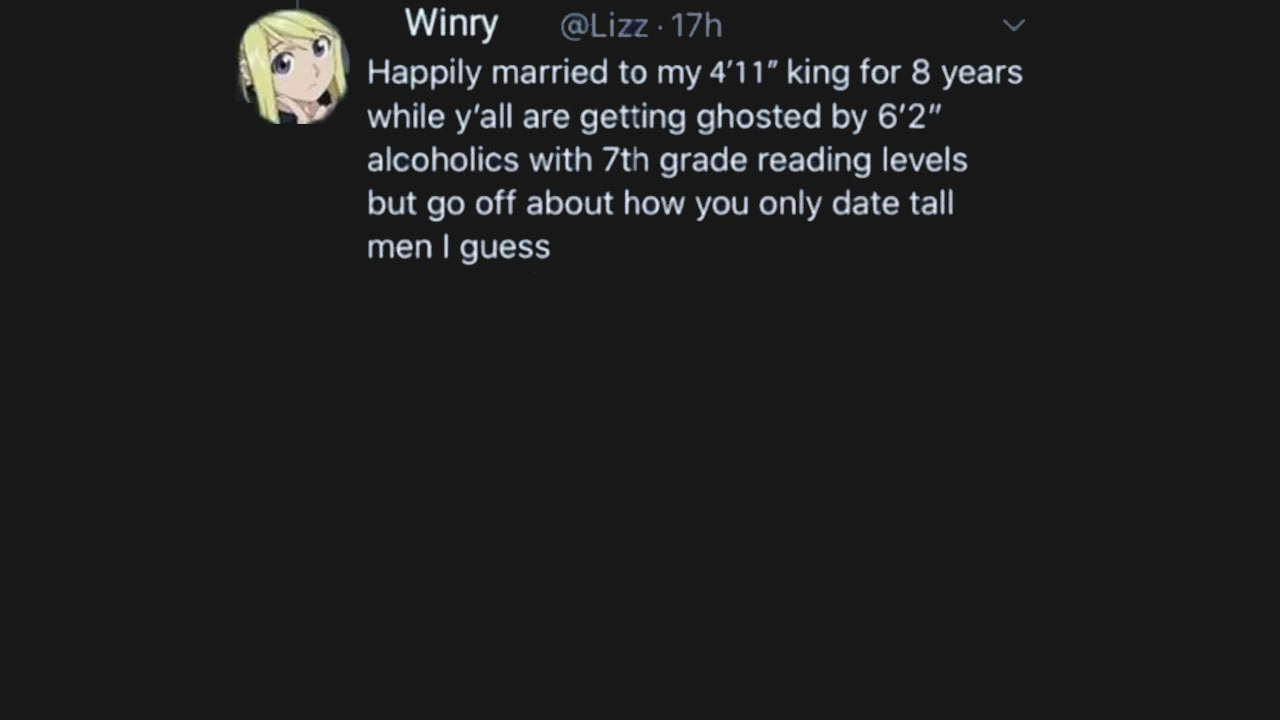 Winry @Lizz · 17h
Happily married to my 4'11" king for 8 years
while y'all are getting ghosted by 6'2"
alcoholics with 7th grade reading levels
but go off about how you only date tall
men I guess